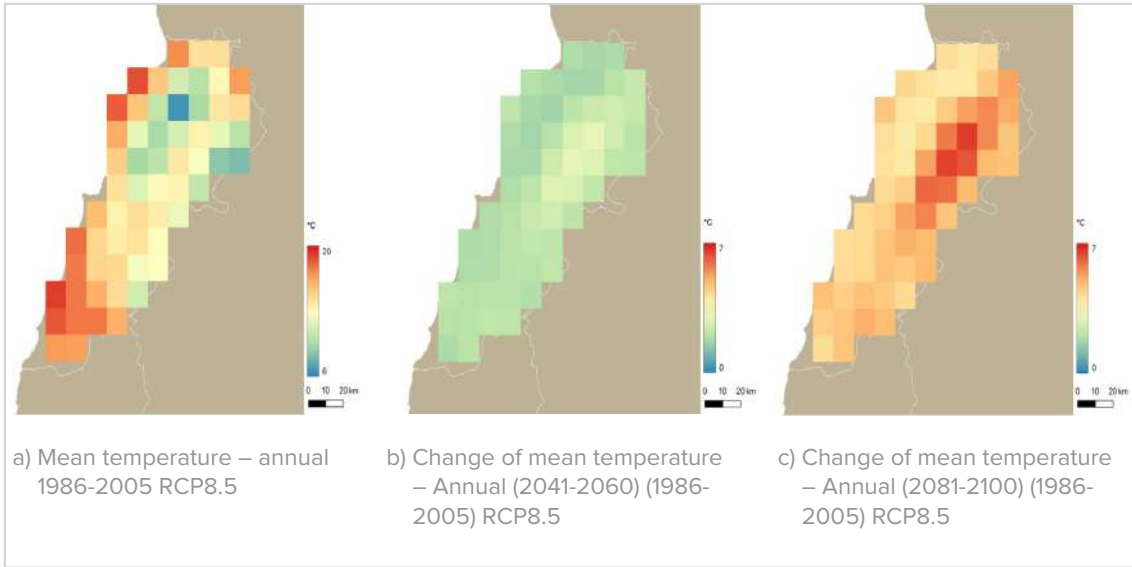 °C
20
6
0 10 20 km
°C
7
0
0 10 20 km
°C
7
0
0 10 20 km
a) Mean temperature – annual
1986-2005 RCP8.5
b) Change of mean temperature
– Annual (2041-2060) (1986-
2005) RCP8.5
c) Change of mean temperature
– Annual (2081-2100) (1986-
2005) RCP8.5